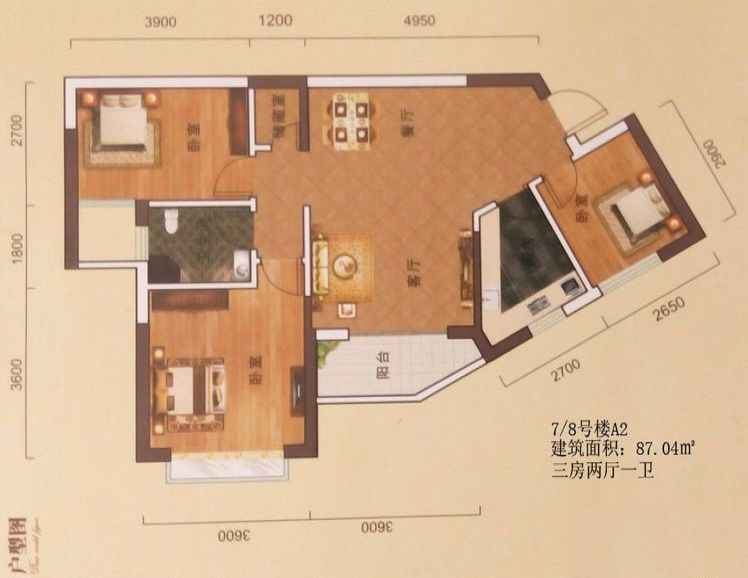 3900
1200
4950
2700
1800
3600
2900
2650
2700
3600
3600
卧室
储藏室
餐厅
卧室
卫生间
客厅
卧室
阳台
7/8号楼A2
建筑面积: 87.04㎡
三房两厅一卫
户型图